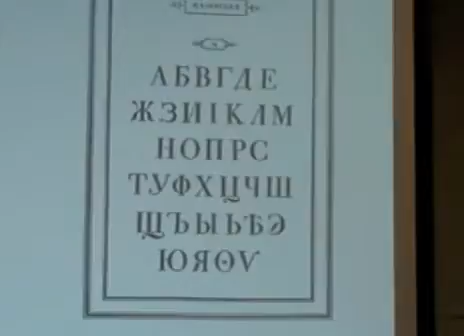 АБВГДЕ
ЖЗИІКЛМ
НОПРС
ТУФХЦЧШ
ЩЪЫЬѢЭ
ЮЯѲѴ